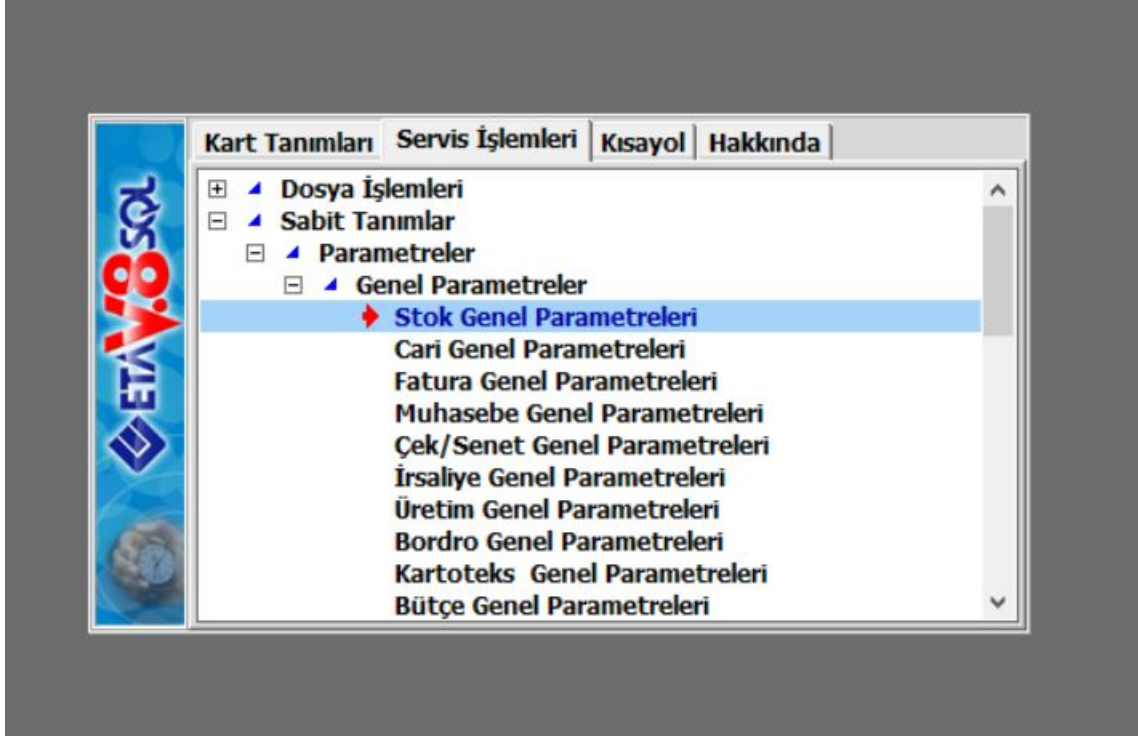 Kart Tanımları Servis İşlemleri Kısayol Hakkında
Dosya İşlemleri
Sabit Tanımlar
Parametreler
Genel Parametreler
Stok Genel Parametreleri
Cari Genel Parametreleri
Fatura Genel Parametreleri
Muhasebe Genel Parametreleri
Çek/Senet Genel Parametreleri
İrsaliye Genel Parametreleri
Üretim Genel Parametreleri
Bordro Genel Parametreleri
Kartoteks  Genel Parametreleri
Bütçe Genel Parametreleri
ETA V.8 SQL